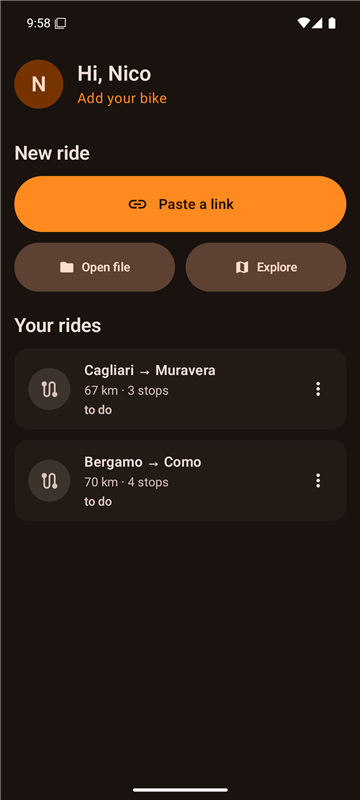 9:58
N
Hi, Nico
Add your bike
New ride
Paste a link
Open file
Explore
Your rides
Cagliari → Muravera
67 km · 3 stops
to do
Bergamo → Como
70 km · 4 stops
to do